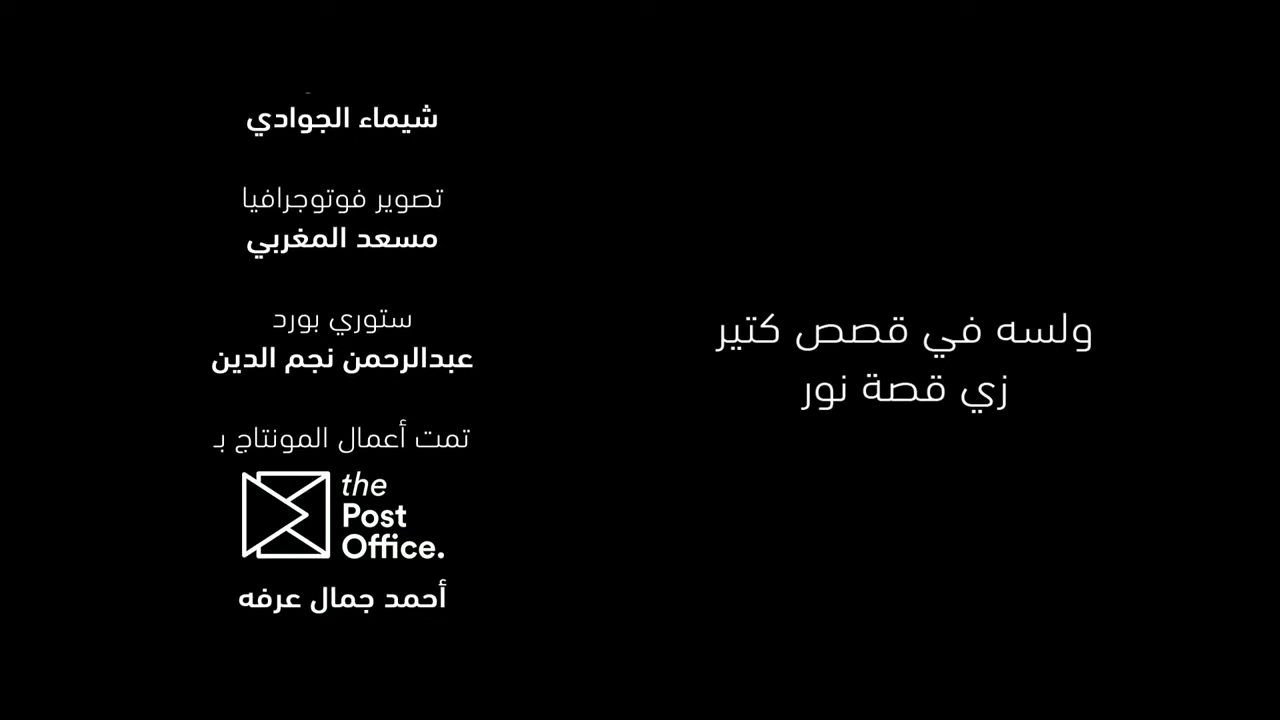 شيماء الجوادي
تصوير فوتوجرافيا
مسعد المغربي
ستوري بورد
عبدالرحمن نجم الدين
تمت أعمال المونتاج بـ
the
Post
Office.
أحمد جمال عرفه
ولسه في قصص كتير
زي قصة نور